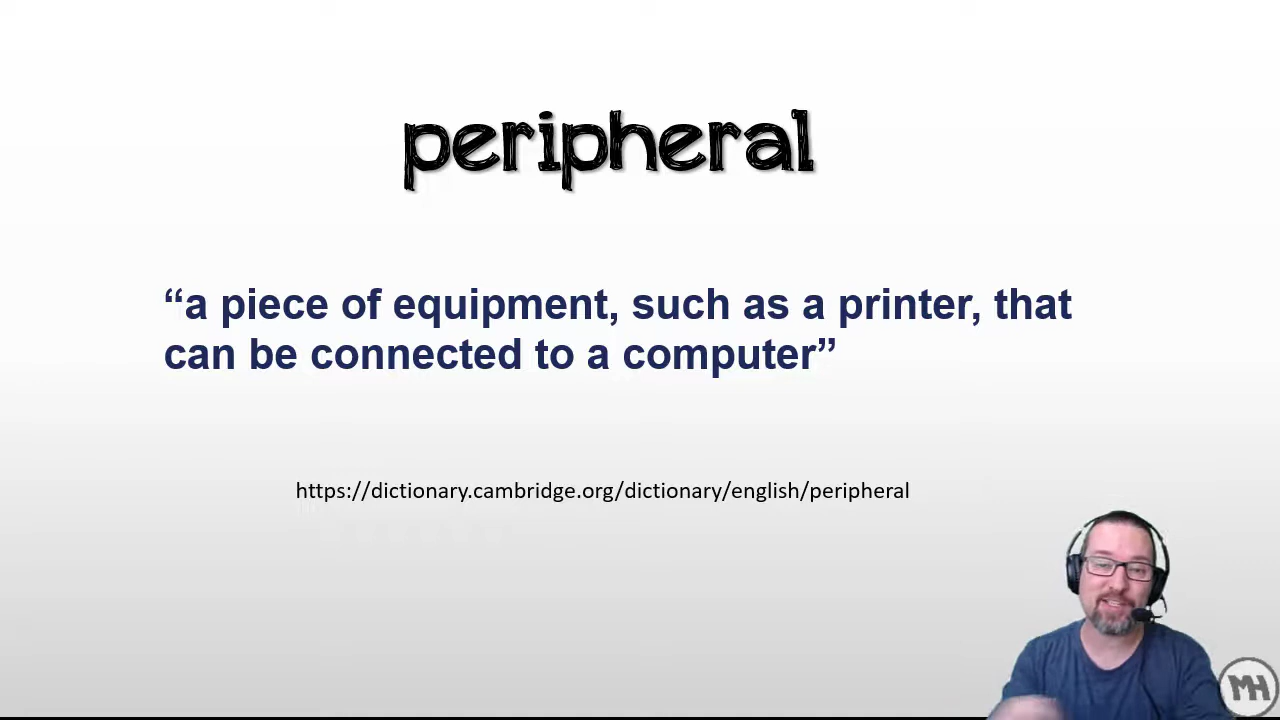 peripheral
“a piece of equipment, such as a printer, that
can be connected to a computer”
https://dictionary.cambridge.org/dictionary/english/peripheral
MH